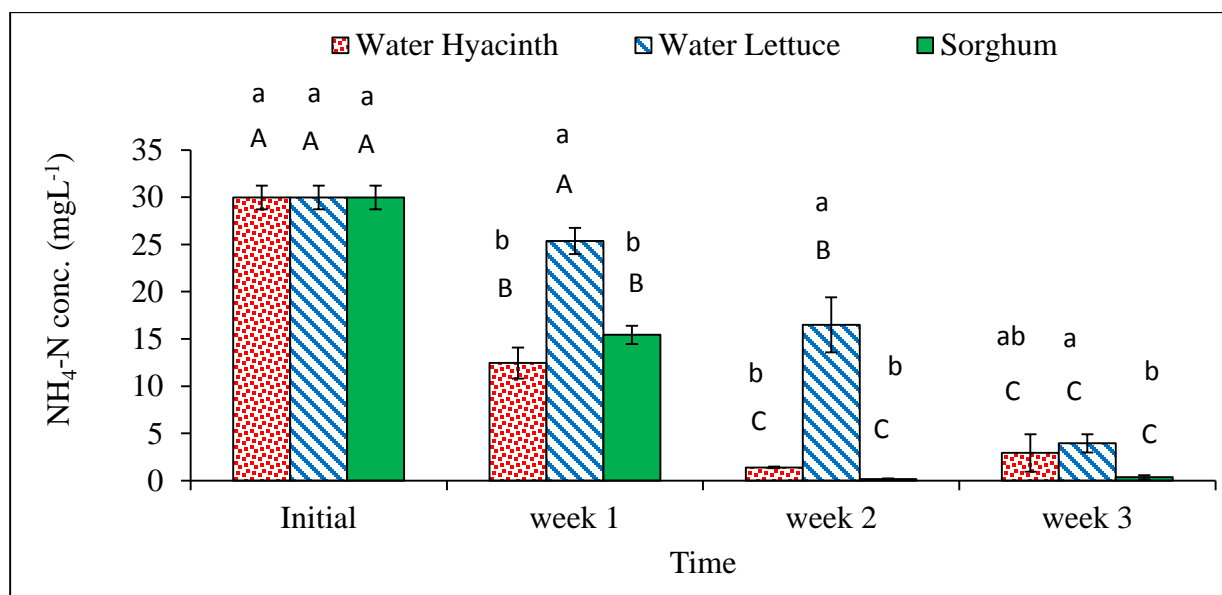 Water Hyacinth Water Lettuce Sorghum
a a a
A A A
a
A
b b
B B
a
B
b b
C C
ab a b
C C C
NH4-N conc. (mgL-1)
35
30
25
20
15
10
5
0
Initial week 1 week 2 week 3
Time